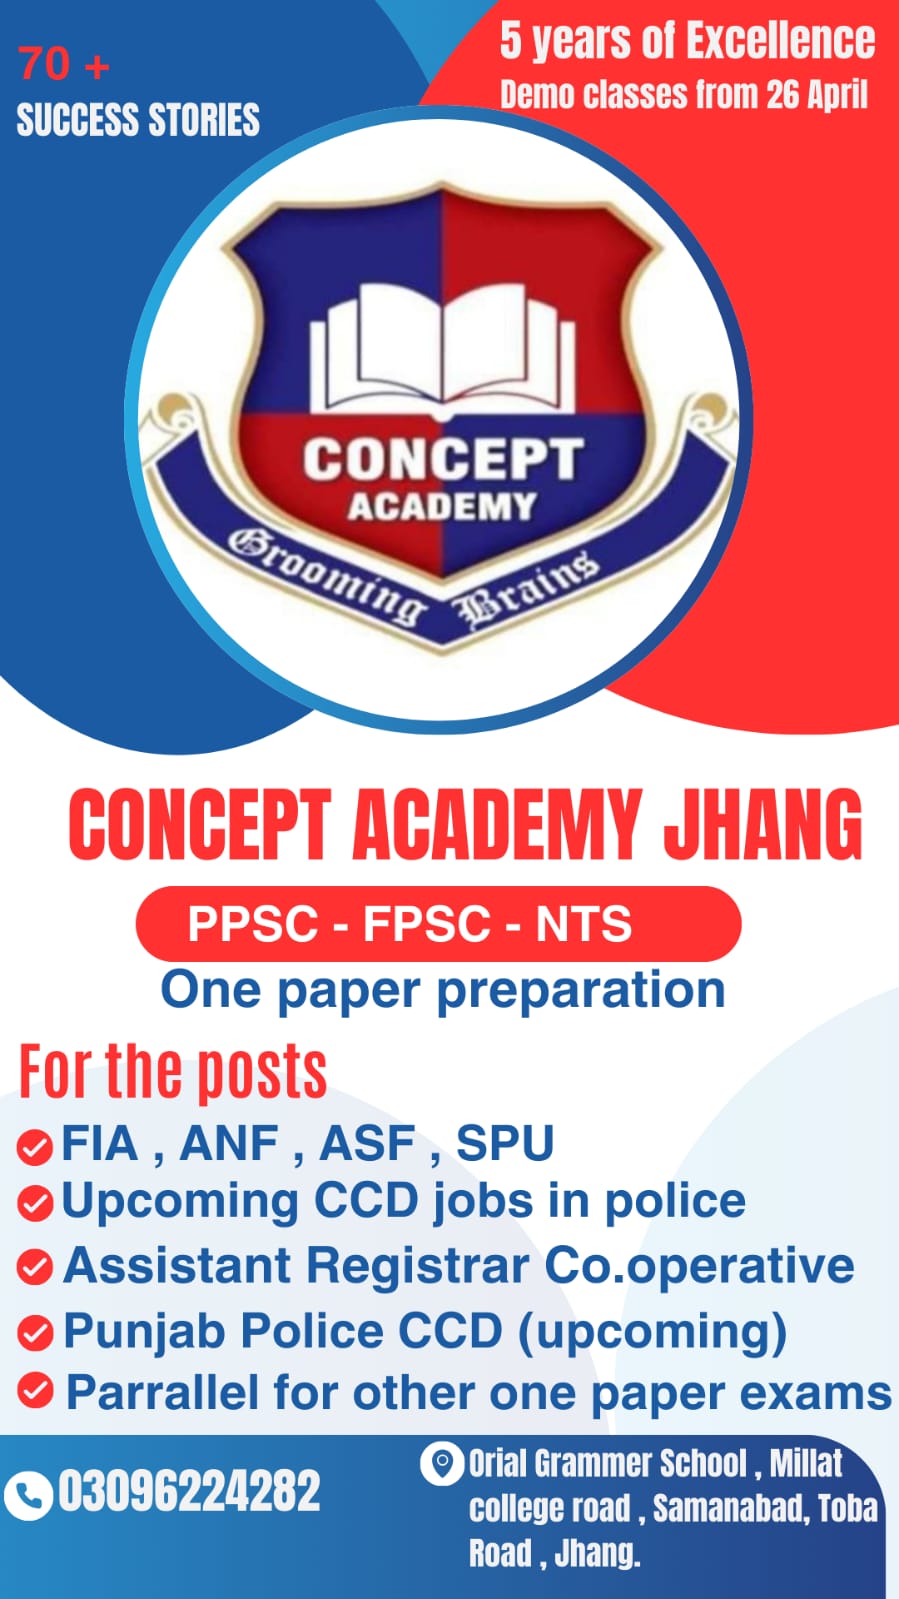 70 +
SUCCESS STORIES
5 years of Excellence
Demo classes from 26 April
CONCEPT
ACADEMY
Grooming Brains
CONCEPT ACADEMY JHANG
PPSC - FPSC - NTS
One paper preparation
For the posts
FIA , ANF , ASF , SPU
Upcoming CCD jobs in police
Assistant Registrar Co.operative
Punjab Police CCD (upcoming)
Parrallel for other one paper exams
03096224282
Orial Grammer School , Millat
college road , Samanabad, Toba
Road , Jhang.